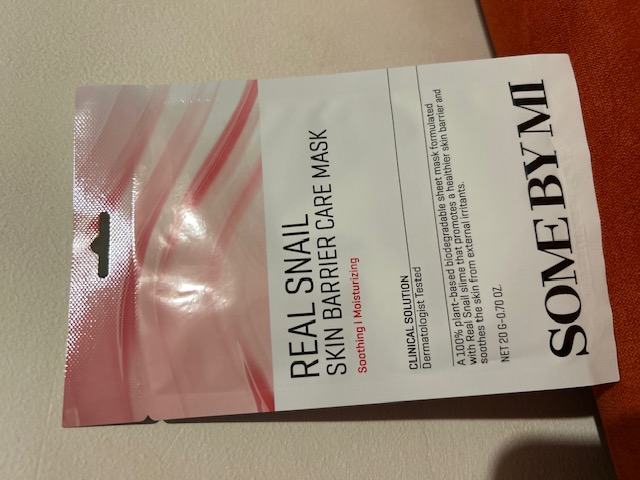 REAL SNAIL
SKIN BARRIER CARE MASK
Soothing | Moisturizing
CLINICAL SOLUTION
Dermatologist Tested
A 100% plant-based biodegradable sheet mask formulated
with Real Snail slime that promotes a healthier skin barrier and
soothes the skin from external irritants.
NET 20 G-0.70 OZ.
SOME BY MI